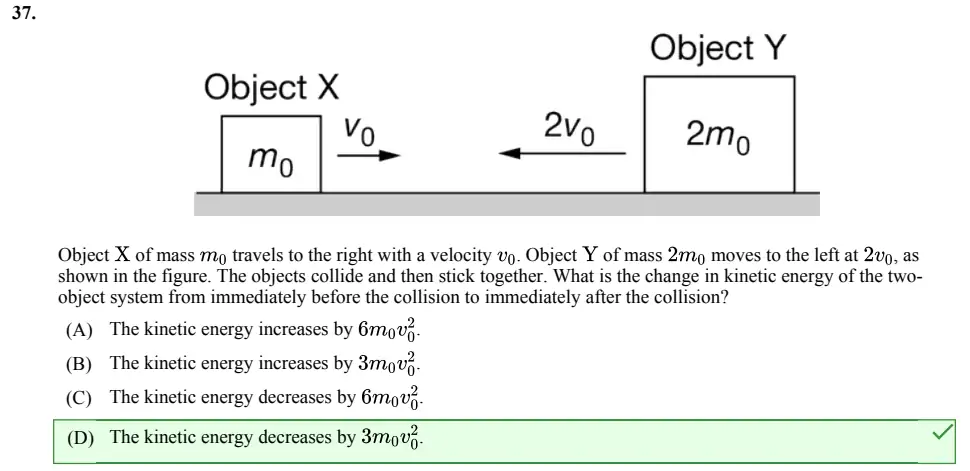 37.
Object Y
Object X
v₀
2v₀
m₀
2m₀
Object X of mass m₀ travels to the right with a velocity v₀. Object Y of mass 2m₀ moves to the left at 2v₀, as
shown in the figure. The objects collide and then stick together. What is the change in kinetic energy of the two-
object system from immediately before the collision to immediately after the collision?
(A) The kinetic energy increases by 6m₀v₀².
(B) The kinetic energy increases by 3m₀v₀².
(C) The kinetic energy decreases by 6m₀v₀².
(D) The kinetic energy decreases by 3m₀v₀².